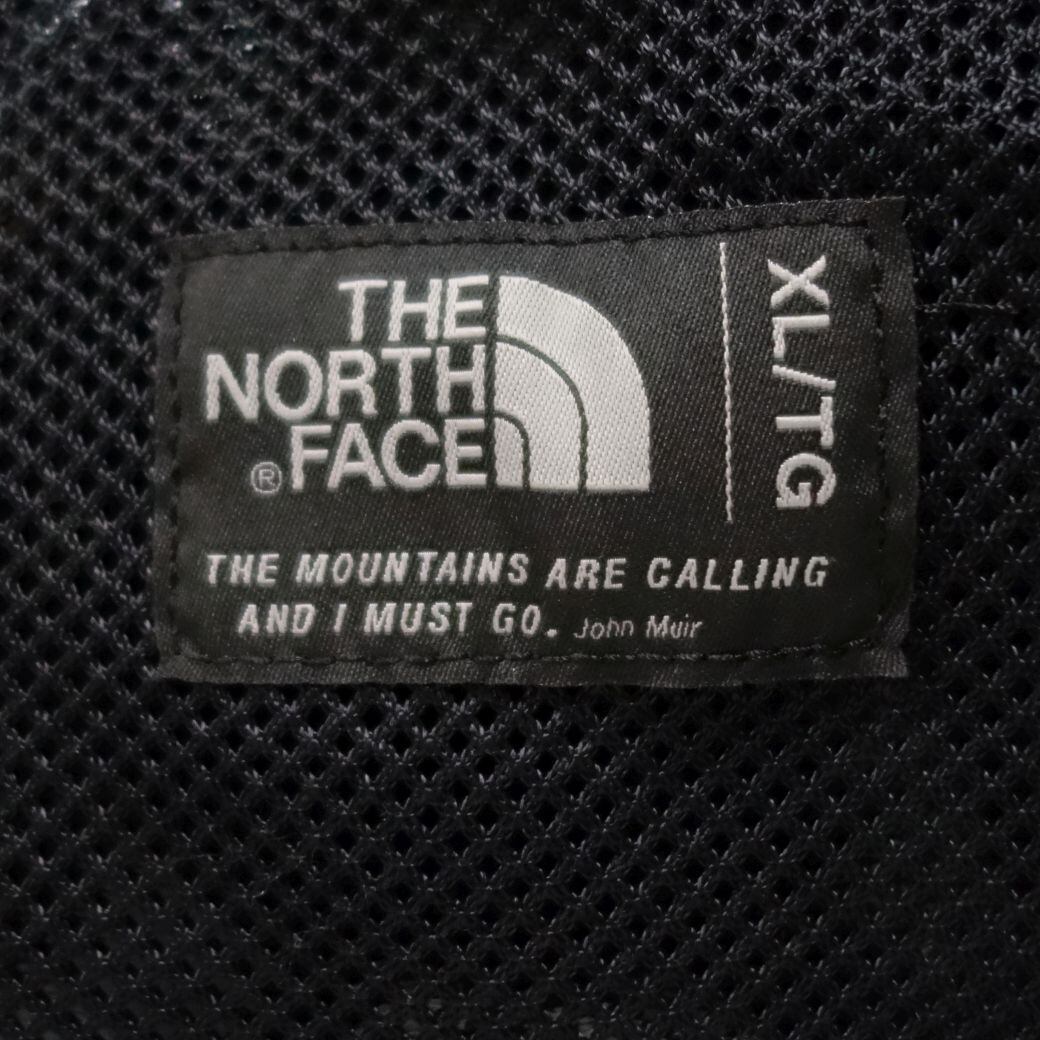 THE
NORTH
® FACE
XL/TG
THE MOUNTAINS ARE CALLING
AND I MUST GO. John Muir